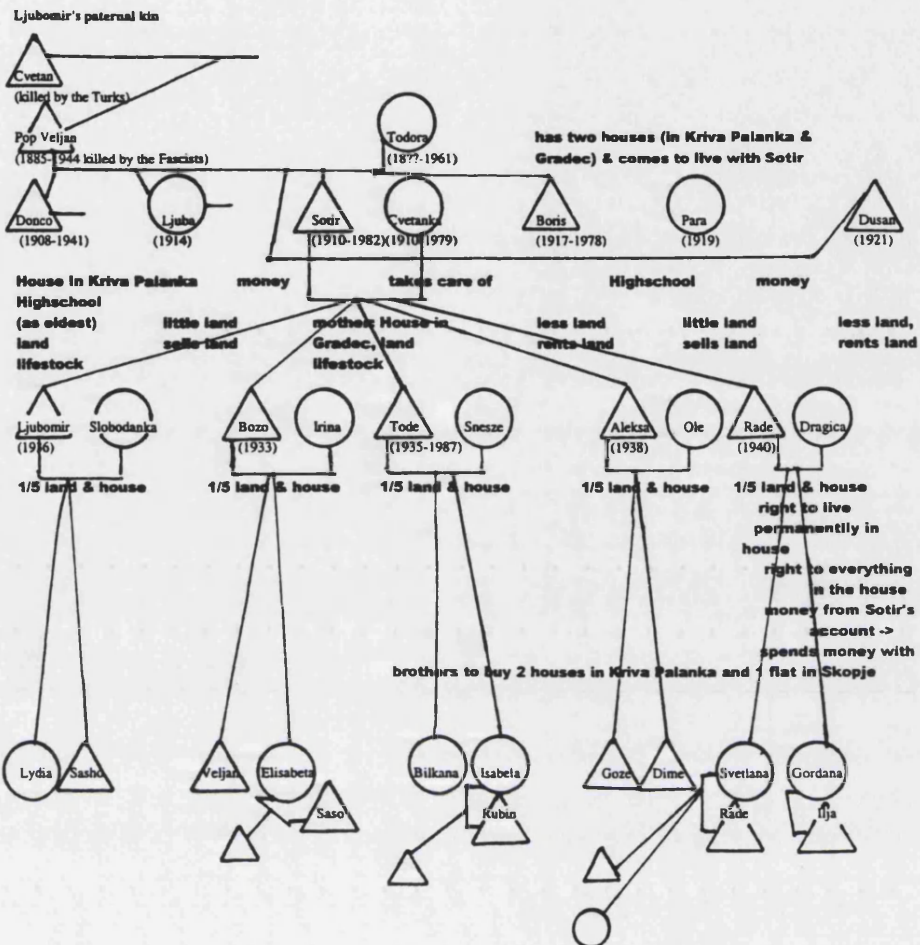 Ljubomir's paternal kin
Cvetan
(killed by the Turks)
Pop Veljan
(1885-1944 killed by the Fascists)
Todora
(18??-1961)
has two houses (in Kriva Palanka &
Gradec) & comes to live with Sotir
Donco
(1908-1941)
Ljuba
(1914)
Sotir
(1910-1982)
Cvetanka
(1910-1979)
Boris
(1917-1978)
Para
(1919)
Dusan
(1921)
House in Kriva Palanka
Highschool
(as eldest)
land
lifestock
money
little land
sells land
takes care of
mother: House in
Gradec, land
lifestock
less land
rents land
Highschool
little land
sells land
money
less land,
rents land
Ljubomir
Slobodanka
Bozo
(1933)
Irina
Tode
(1935-1987)
Snesze
Aleksa
(1938)
Ole
Rade
(1940)
Dragica
1/5 land & house
1/5 land & house
1/5 land & house
1/5 land & house
right to live
permanently in
house
right to everything
in the house
money from Sotir's
account ->
spends money with
brothers to buy 2 houses in Kriva Palanka and 1 flat in Skopje
Lydia
Sasho
Veljan
Elisabeta
Saso
Bilkana
Isabela
Rubin
Goze
Dime
Svetlana
Rade
Gordana
Ilja